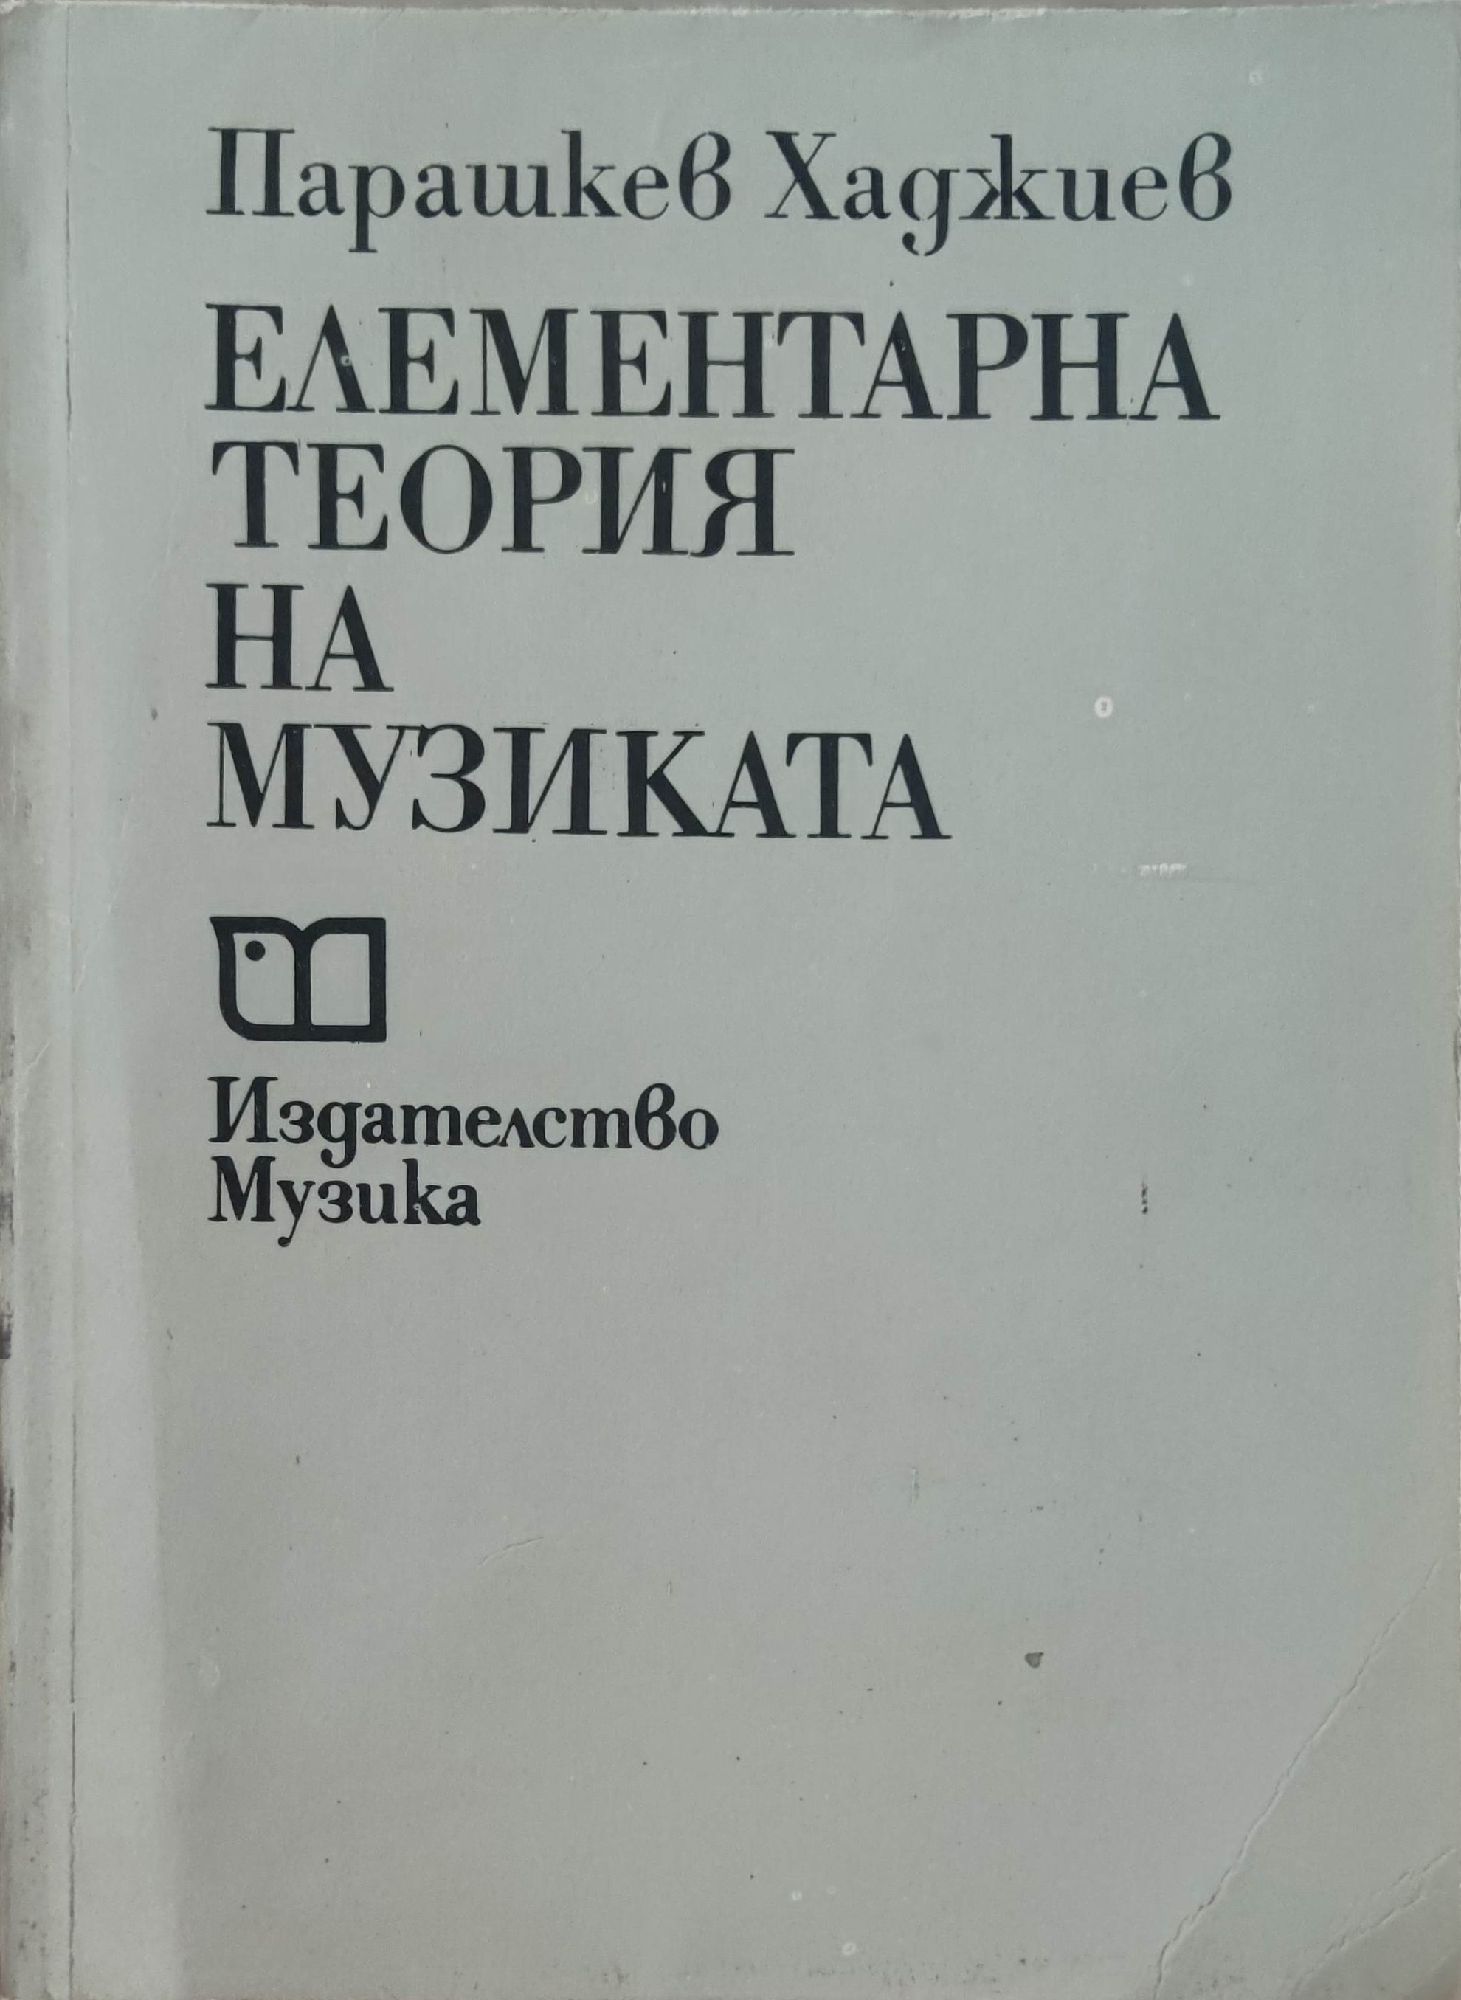 Парашкев Хаджиев
ЕЛЕМЕНТАРНА
ТЕОРИЯ
НА
МУЗИКАТА
Издателство
Музика